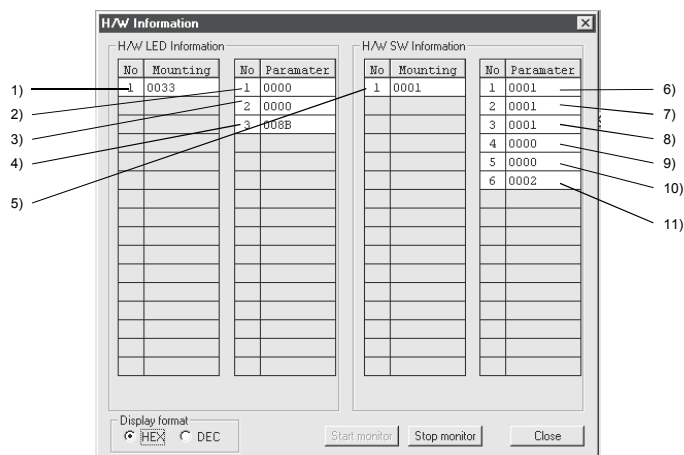 H/W Information
H/W LED Information
H/W SW Information
No Mounting No Paramater No Mounting No Paramater
1) 1 0033 1 0000 1 0001 1 0001 6)
2) 2 0000 2 0001 7)
3) 3 008B 3 0001 8)
4) 4 0000 9)
5 0000 10)
5) 6 0002 11)
Display format
HEX DEC
Start monitor Stop monitor Close